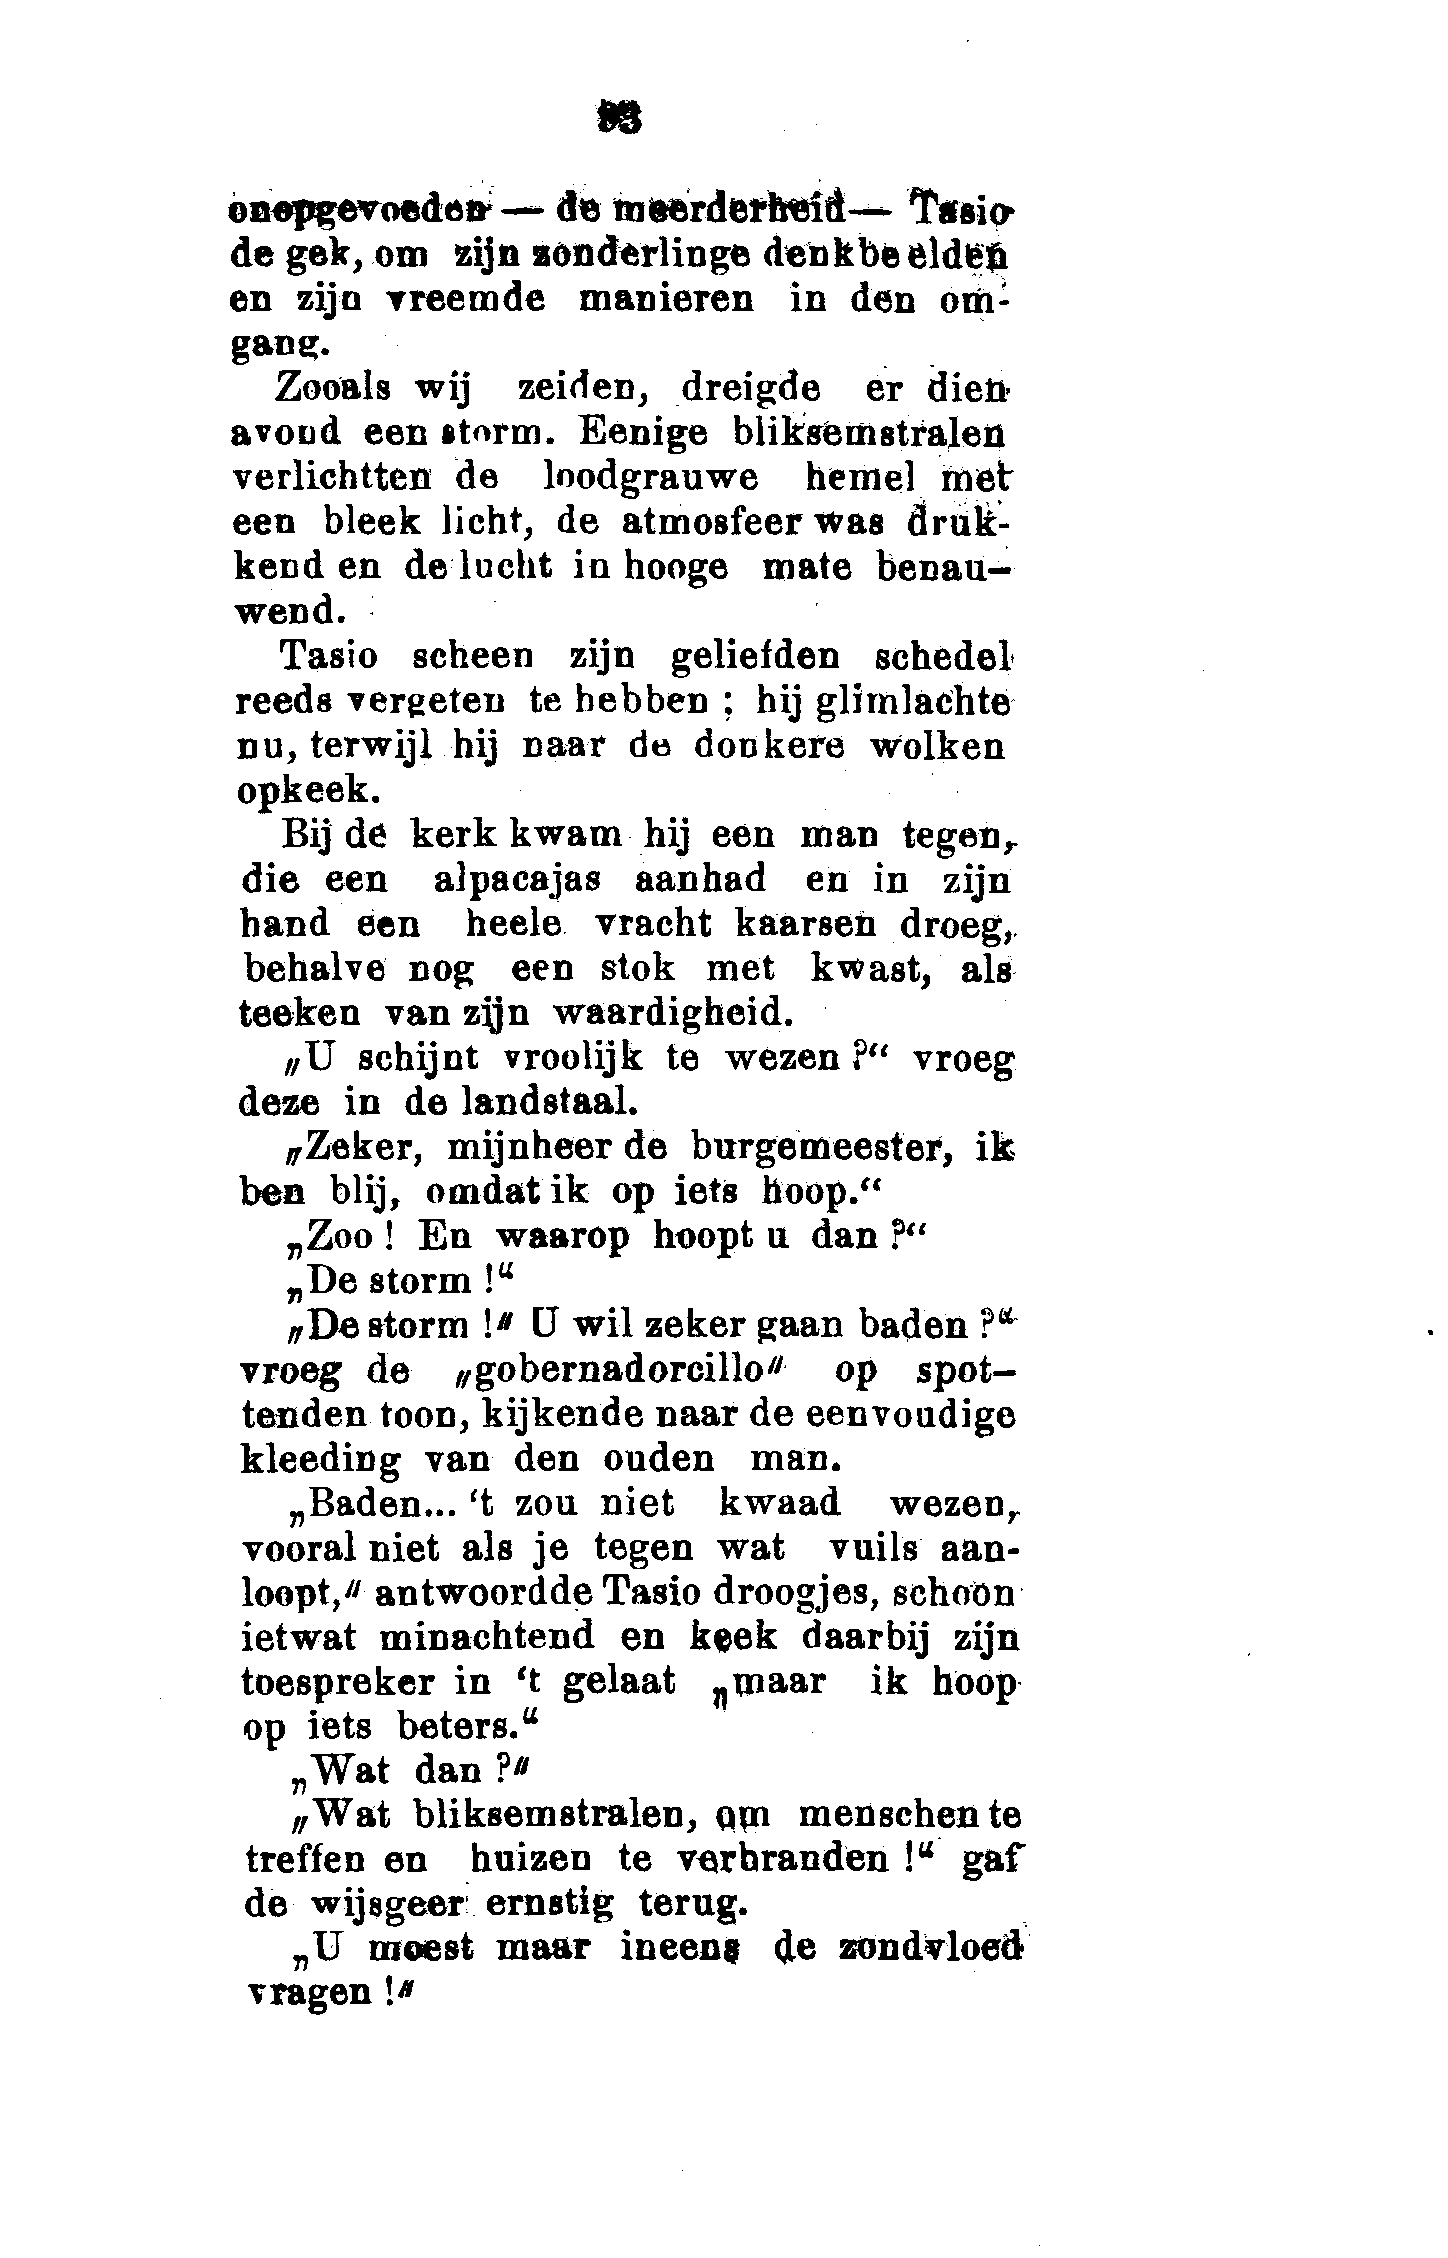 93
onopgevoeden — de meerderheid— Tasio
de gek, om zijn zonderlinge denkbeelden
en zijn vreemde manieren in den om-
gang.
Zooals wij zeiden, dreigde er dien
avond een storm. Eenige bliksemstralen
verlichtten de loodgrauwe hemel met
een bleek licht, de atmosfeer was druk-
kend en de lucht in hooge mate benau-
wend.
Tasio scheen zijn geliefden schedel
reeds vergeten te hebben ; hij glimlachte
nu, terwijl hij naar de donkere wolken
opkeek.
Bij de kerk kwam hij een man tegen,
die een alpacajas aanhad en in zijn
hand een heele vracht kaarsen droeg,
behalve nog een stok met kwast, als
teeken van zijn waardigheid.
„U schijnt vroolijk te wezen ?“ vroeg
deze in de landstaal.
„Zeker, mijnheer de burgemeester, ik
ben blij, omdat ik op iets hoop.“
„Zoo ! En waarop hoopt u dan ?“
„De storm !“
„De storm !" U wil zeker gaan baden ?“
vroeg de „gobernadorcillo" op spot-
tenden toon, kijkende naar de eenvoudige
kleeding van den ouden man.
„Baden... ‘t zou niet kwaad wezen,
vooral niet als je tegen wat vuils aan-
loopt," antwoordde Tasio droogjes, schoon
ietwat minachtend en keek daarbij zijn
toespreker in ‘t gelaat „maar ik hoop
op iets beters.“
„Wat dan ?"
„Wat bliksemstralen, om menschen te
treffen en huizen te verbranden !“ gaf
de wijsgeer ernstig terug.
„U moest maar ineens de zondvloed
vragen !"